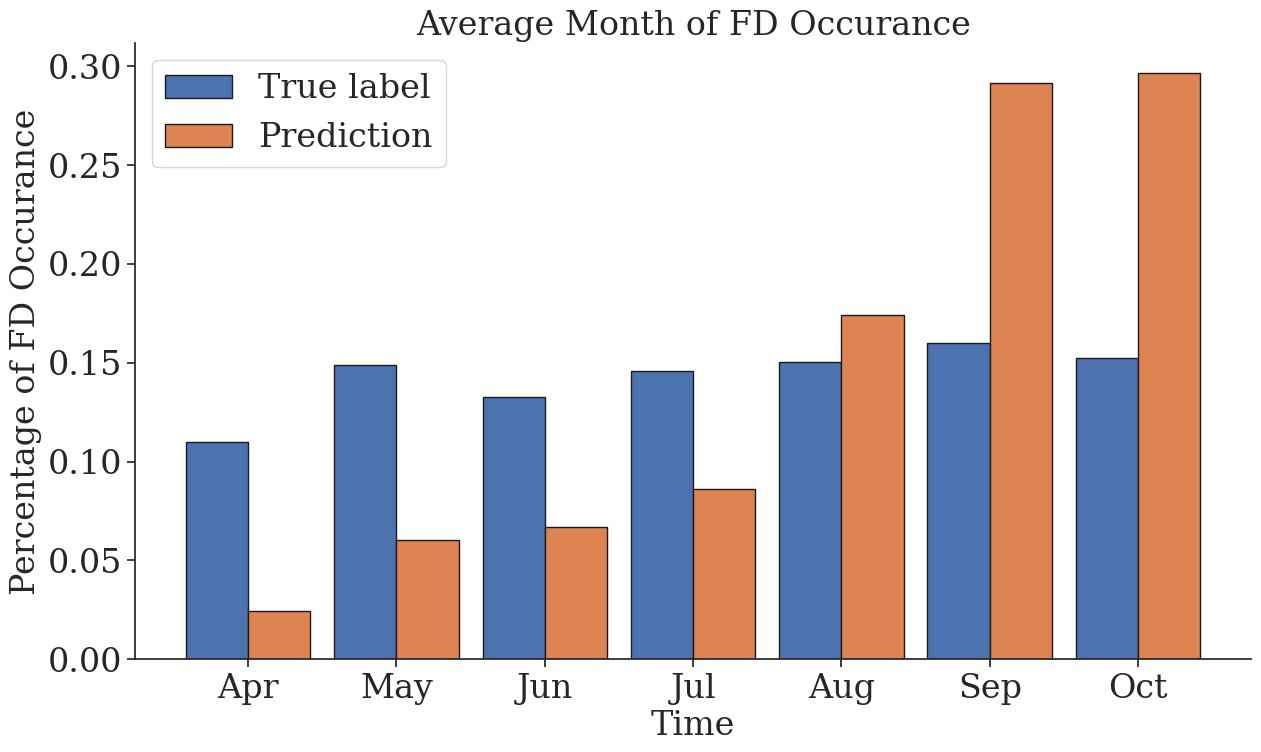 Average Month of FD Occurance
True label
Prediction
Percentage of FD Occurance
0.30
0.25
0.20
0.15
0.10
0.05
0.00
Apr May Jun Jul Aug Sep Oct
Time